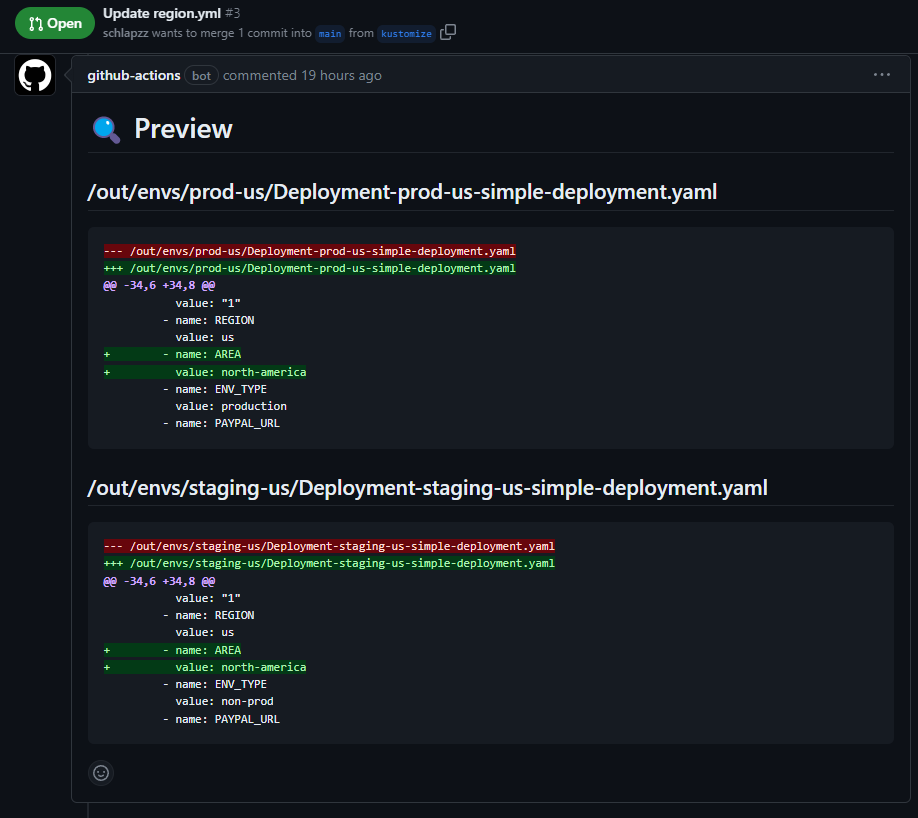 Open
Update region.yml #3
schlapzz wants to merge 1 commit into main from kustomize
github-actions bot commented 19 hours ago
Preview
/out/envs/prod-us/Deployment-prod-us-simple-deployment.yaml
--- /out/envs/prod-us/Deployment-prod-us-simple-deployment.yaml
+++ /out/envs/prod-us/Deployment-prod-us-simple-deployment.yaml
@@ -34,6 +34,8 @@
           value: "1"
         - name: REGION
           value: us
+        - name: AREA
+          value: north-america
         - name: ENV_TYPE
           value: production
         - name: PAYPAL_URL
/out/envs/staging-us/Deployment-staging-us-simple-deployment.yaml
--- /out/envs/staging-us/Deployment-staging-us-simple-deployment.yaml
+++ /out/envs/staging-us/Deployment-staging-us-simple-deployment.yaml
@@ -34,6 +34,8 @@
           value: "1"
         - name: REGION
           value: us
+        - name: AREA
+          value: north-america
         - name: ENV_TYPE
           value: non-prod
         - name: PAYPAL_URL